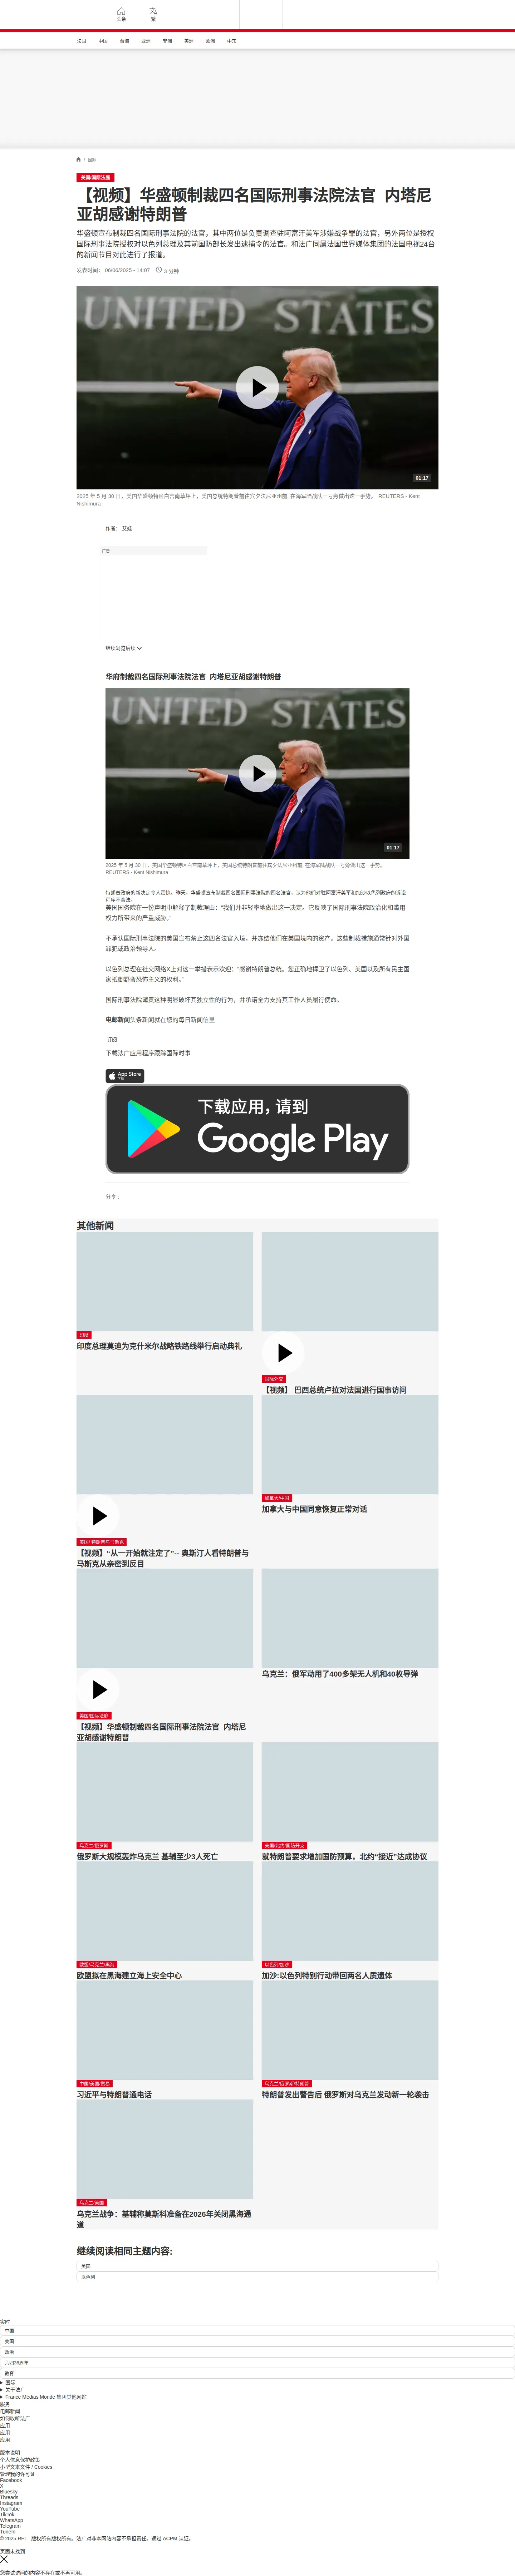 头条
繁
法国
中国
台海
亚洲
非洲
美洲
欧洲
中东
/ 国际
美国/国际法庭
【视频】华盛顿制裁四名国际刑事法院法官 内塔尼
亚胡感谢特朗普
华盛顿宣布制裁四名国际刑事法院的法官，其中两位是负责调查驻阿富汗美军涉嫌战争罪的法官，另外两位是授权
国际刑事法院授权对以色列总理及其前国防部长发出逮捕令的法官。和法广同属法国世界媒体集团的法国电视24台
的新闻节目对此进行了报道。
发表时间： 06/06/2025 - 14:07
3 分钟
UNITED STATES
01:17
2025 年 5 月 30 日，美国华盛顿特区白宫南草坪上，美国总统特朗普前往宾夕法尼亚州前, 在海军陆战队一号旁做出这一手势。 REUTERS - Kent
Nishimura
作者： 艾铭
广告
继续浏览后续
华府制裁四名国际刑事法院法官 内塔尼亚胡感谢特朗普
UNITED STATES
01:17
2025 年 5 月 30 日，美国华盛顿特区白宫南草坪上，美国总统特朗普前往宾夕法尼亚州前, 在海军陆战队一号旁做出这一手势。
REUTERS - Kent Nishimura
特朗普政府的新决定令人震惊。昨天，华盛顿宣布制裁四名国际刑事法院的四名法官，认为他们对驻阿富汗美军和加沙以色列政府的诉讼
程序不合法。
美国国务院在一份声明中解释了制裁理由：“我们并非轻率地做出这一决定。它反映了国际刑事法院政治化和滥用
权力所带来的严重威胁。”
不承认国际刑事法院的美国宣布禁止这四名法官入境，并冻结他们在美国境内的资产。这些制裁措施通常针对外国
罪犯或政治领导人。
以色列总理在社交网络X上对这一举措表示欢迎：“感谢特朗普总统。您正确地捍卫了以色列、美国以及所有民主国
家抵御野蛮恐怖主义的权利。”
国际刑事法院谴责这种明显破坏其独立性的行为，并承诺全力支持其工作人员履行使命。
电邮新闻头条新闻就在您的每日新闻信里
订阅
下载法广应用程序跟踪国际时事
App Store
下载
下载应用，请到
Google Play
分享 :
其他新闻
印度
印度总理莫迪为克什米尔战略铁路线举行启动典礼
国际外交
【视频】 巴西总统卢拉对法国进行国事访问
美国/ 特朗普与马斯克
【视频】“从一开始就注定了”-- 奥斯汀人看特朗普与
马斯克从亲密到反目
加拿大/中国
加拿大与中国同意恢复正常对话
美国/国际法庭
【视频】华盛顿制裁四名国际刑事法院法官 内塔尼
亚胡感谢特朗普
乌克兰：俄军动用了400多架无人机和40枚导弹
乌克兰/俄罗斯
俄罗斯大规模轰炸乌克兰 基辅至少3人死亡
美国/北约/国防开支
就特朗普要求增加国防预算，北约“接近”达成协议
欧盟/乌克兰/黑海
欧盟拟在黑海建立海上安全中心
以色列/加沙
加沙:以色列特别行动带回两名人质遗体
中国/美国/贸易
习近平与特朗普通电话
乌克兰/俄罗斯/特朗普
特朗普发出警告后 俄罗斯对乌克兰发动新一轮袭击
乌克兰/美国
乌克兰战争：基辅称莫斯科准备在2026年关闭黑海通
道
继续阅读相同主题内容:
美国
以色列
实时
中国
美国
政治
六四36周年
教育
国际
关于法广
France Médias Monde 集团其他网站
服务
电邮新闻
如何收听法广
应用
应用
应用
版本说明
个人信息保护政策
小型文本文件 / Cookies
管理我的许可证
Facebook
X
Bluesky
Threads
Instagram
YouTube
TikTok
WhatsApp
Telegram
TuneIn
© 2025 RFI – 版权所有版权所有。法广对非本网站内容不承担责任。通过 ACPM 认证。
页面未找到
您尝试访问的内容不存在或不再可用。